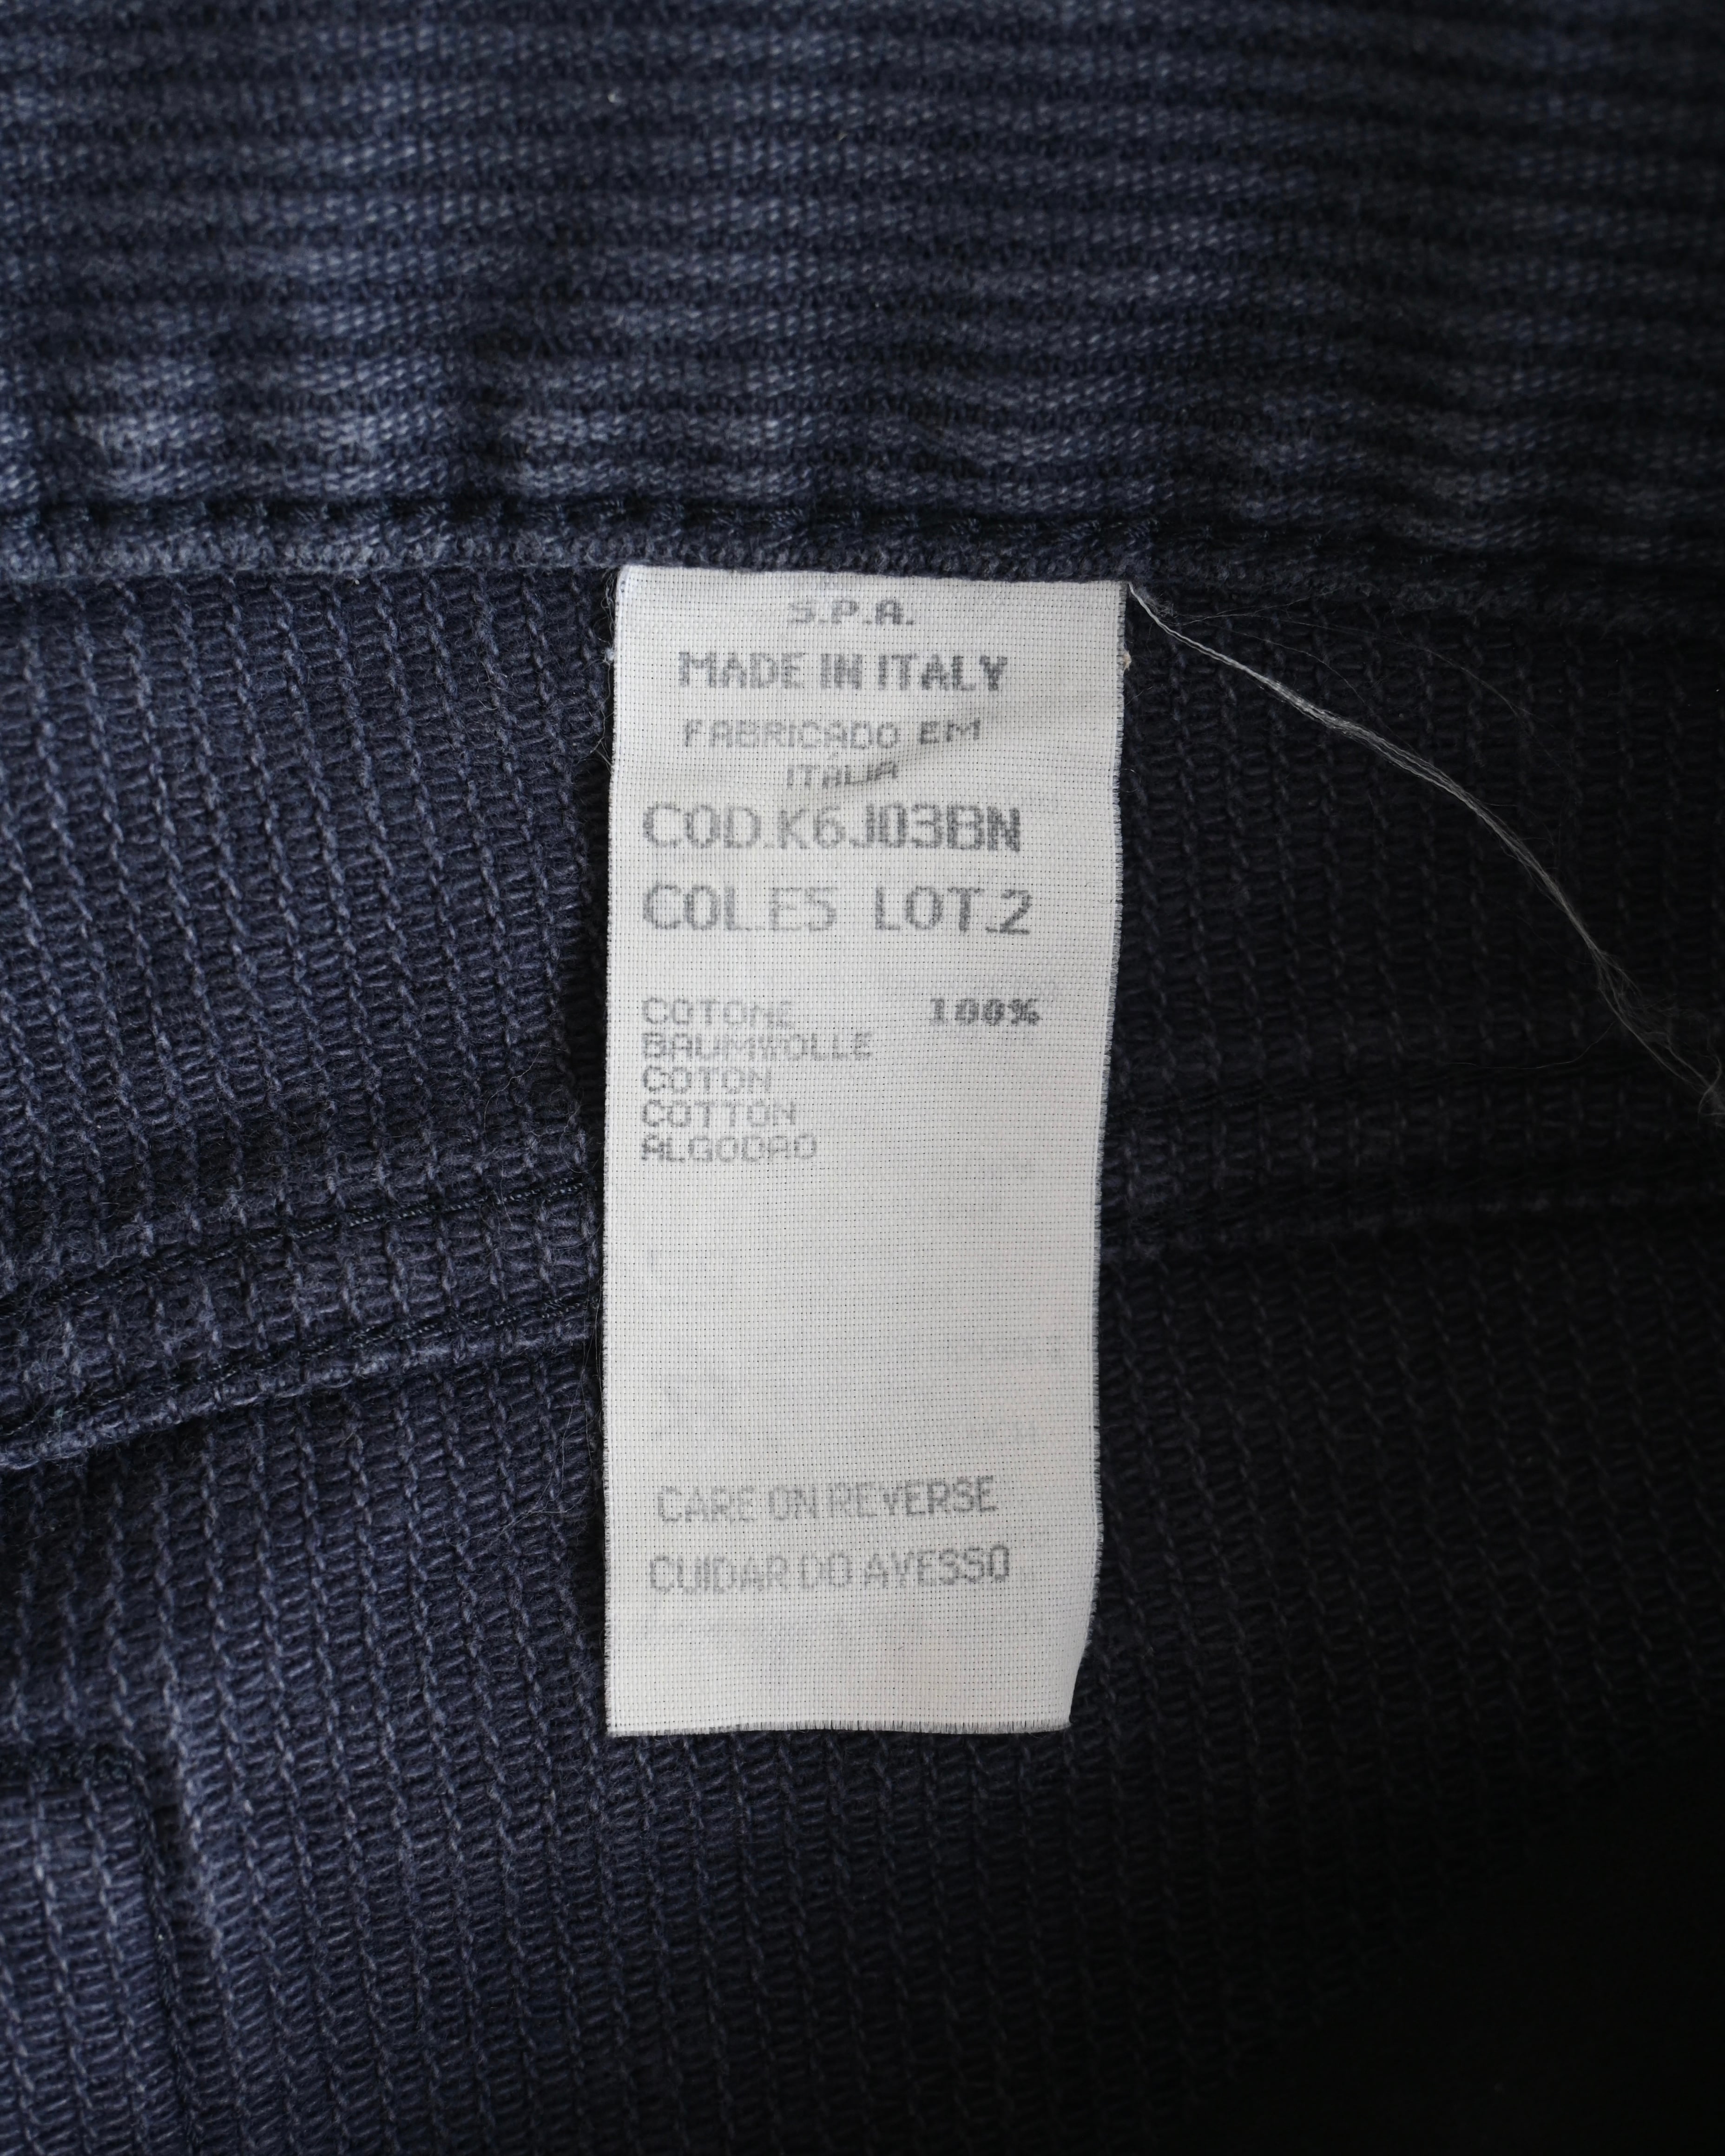 S.P.A.
MADE IN ITALY
FABRICADO EM
ITÁLIA
COD.K6J03BN
COL.E5 LOT.2
COTONE 100%
BAUMWOLLE
COTON
COTTON
ALGODAO
CARE ON REVERSE
CUIDAR DO AVESSO